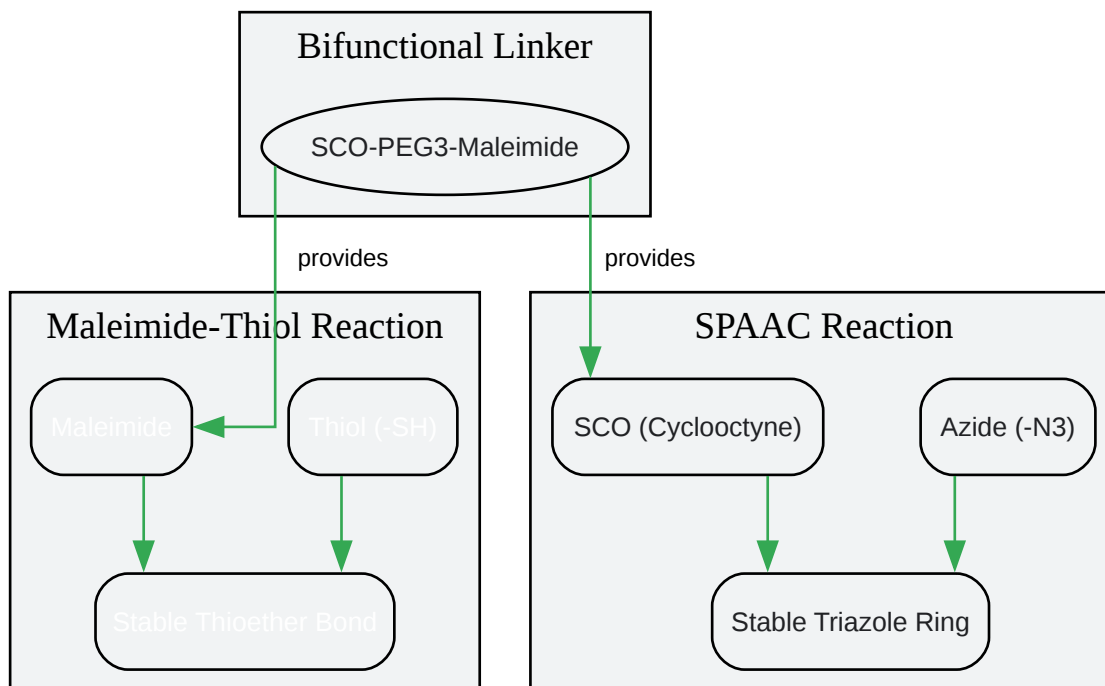 Bifunctional Linker
SCO-PEG3-Maleimide
provides
provides
Maleimide-Thiol Reaction
SPAAC Reaction
Maleimide
Thiol (-SH)
SCO (Cyclooctyne)
Azide (-N3)
Stable Thioether Bond
Stable Triazole Ring